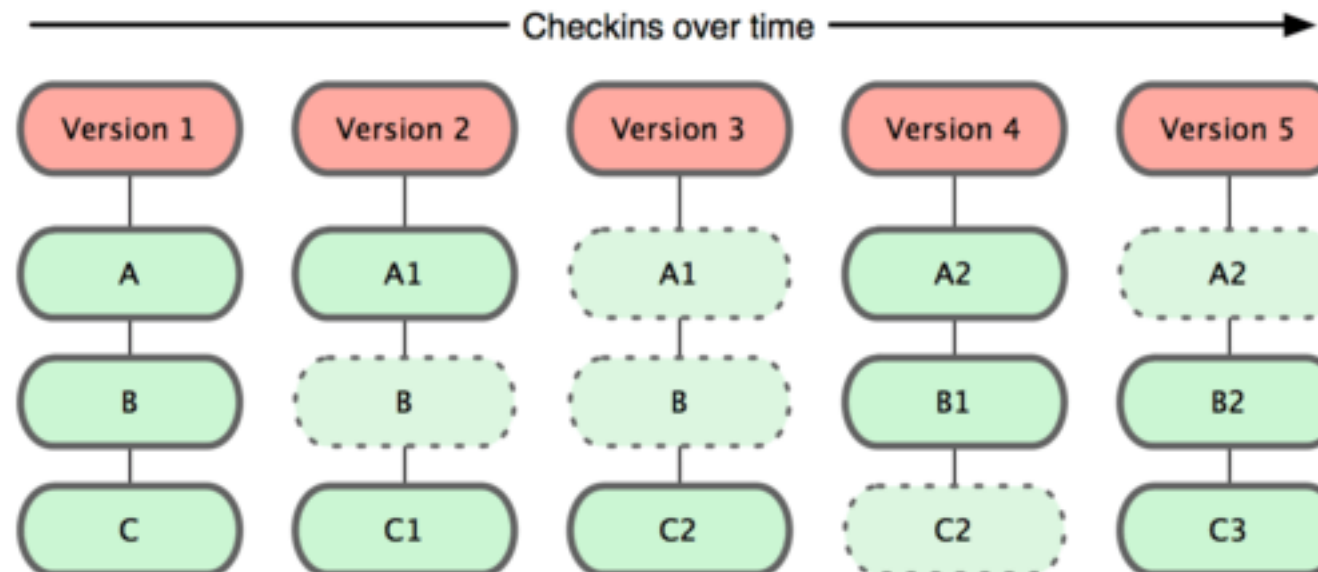 Checkins over time
Version 1 Version 2 Version 3 Version 4 Version 5
A A1 A1 A2 A2
B B B B1 B2
C C1 C2 C2 C3